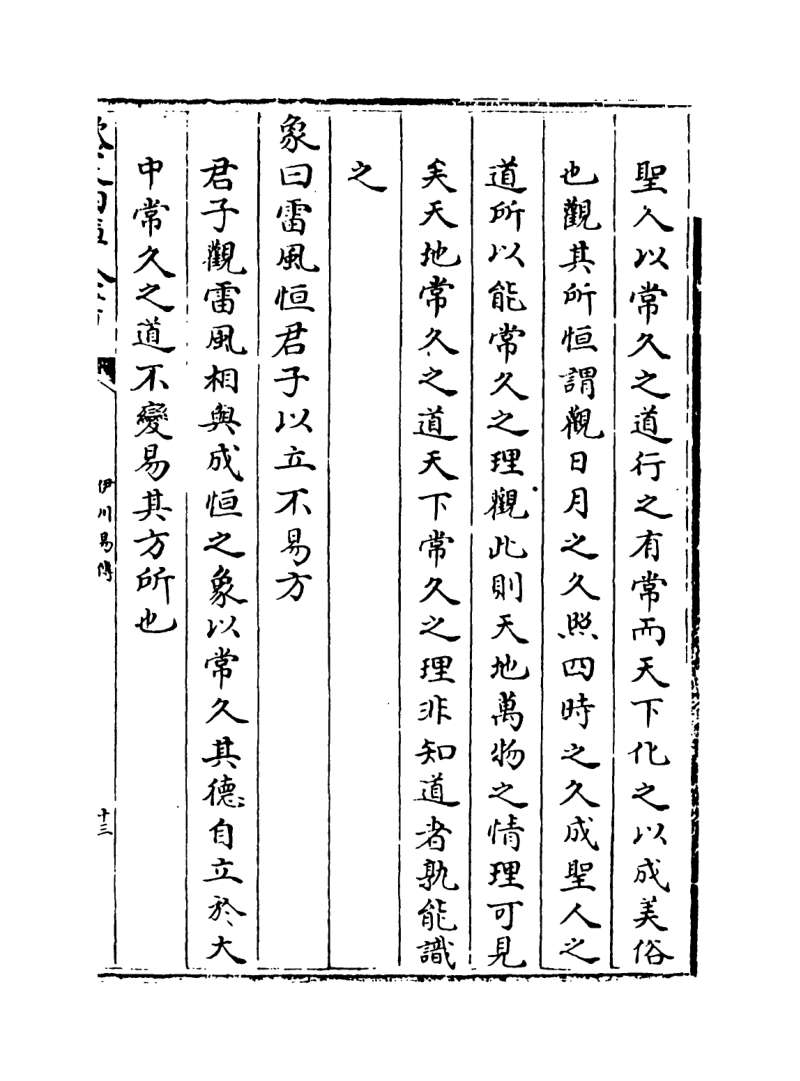 聖人以常久之道行之有常而天下化之以成美俗
也觀其所恒謂觀日月之久照四時之久成聖人之
道所以能常久之理觀此則天地萬物之情理可見
矣天地常久之道天下常久之理非知道者孰能識
之
象曰雷風恒君子以立不易方
君子觀雷風相與成恒之象以常久其德自立於大
中常久之道不變易其方所也
伊川易傳
十三